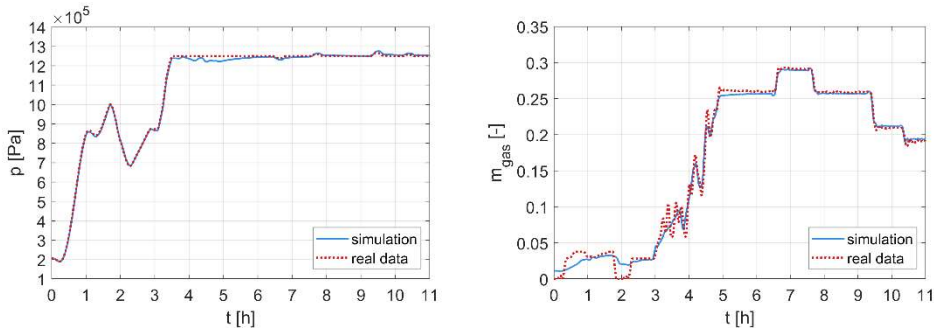 ×10⁵
14
13
12
11
10
9
8
7
6
5
4
3
2
1
p [Pa]
0 1 2 3 4 5 6 7 8 9 10 11
t [h]
simulation
real data
0.35
0.3
0.25
0.2
0.15
0.1
0.05
0
m_gas [-]
0 1 2 3 4 5 6 7 8 9 10 11
t [h]
simulation
real data